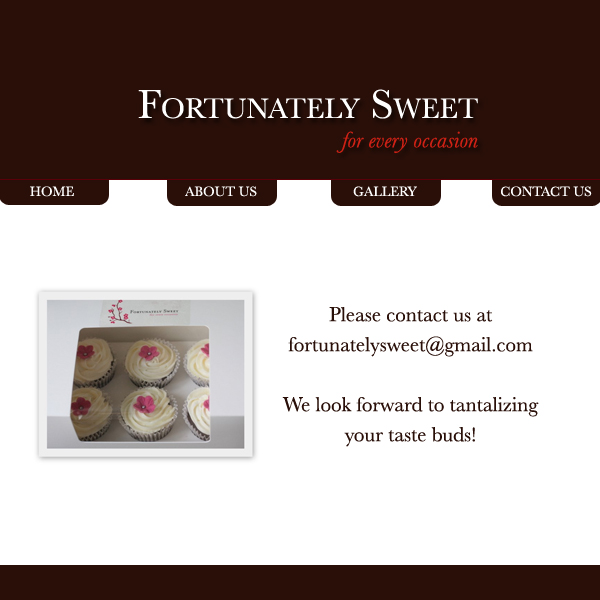 Fortunately Sweet
for every occasion
HOME ABOUT US GALLERY CONTACT US
Fortunately Sweet
Please contact us at
fortunatelysweet@gmail.com
We look forward to tantalizing
your taste buds!